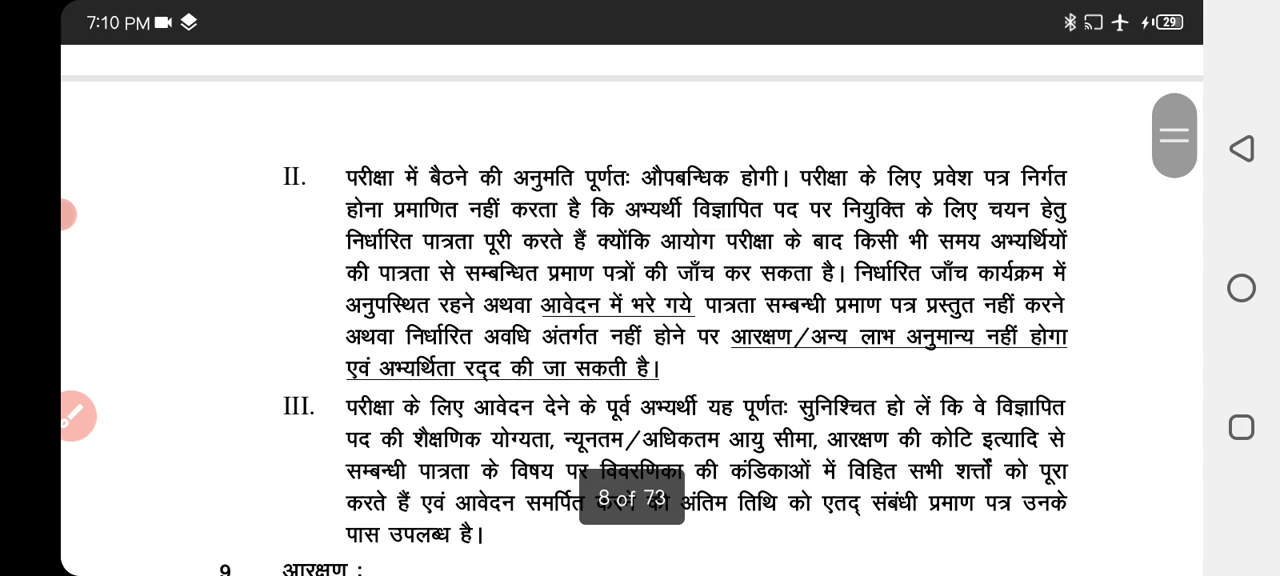 7:10 PM
29
II. परीक्षा में बैठने की अनुमति पूर्णतः औपबन्धिक होगी। परीक्षा के लिए प्रवेश पत्र निर्गत
होना प्रमाणित नहीं करता है कि अभ्यर्थी विज्ञापित पद पर नियुक्ति के लिए चयन हेतु
निर्धारित पात्रता पूरी करते हैं क्योंकि आयोग परीक्षा के बाद किसी भी समय अभ्यर्थियों
की पात्रता से सम्बन्धित प्रमाण पत्रों की जाँच कर सकता है। निर्धारित जाँच कार्यक्रम में
अनुपस्थित रहने अथवा आवेदन में भरे गये पात्रता सम्बन्धी प्रमाण पत्र प्रस्तुत नहीं करने
अथवा निर्धारित अवधि अंतर्गत नहीं होने पर आरक्षण/अन्य लाभ अनुमान्य नहीं होगा
एवं अभ्यर्थिता रद्द की जा सकती है।
III. परीक्षा के लिए आवेदन देने के पूर्व अभ्यर्थी यह पूर्णतः सुनिश्चित हो लें कि वे विज्ञापित
पद की शैक्षणिक योग्यता, न्यूनतम/अधिकतम आयु सीमा, आरक्षण की कोटि इत्यादि से
सम्बन्धी पात्रता के विषय पर विवरणिका की कंडिकाओं में विहित सभी शर्त्तों को पूरा
करते हैं एवं आवेदन समर्पित करने की अंतिम तिथि को एतद् संबंधी प्रमाण पत्र उनके
8 of 73
पास उपलब्ध है।
9 आरक्षण :